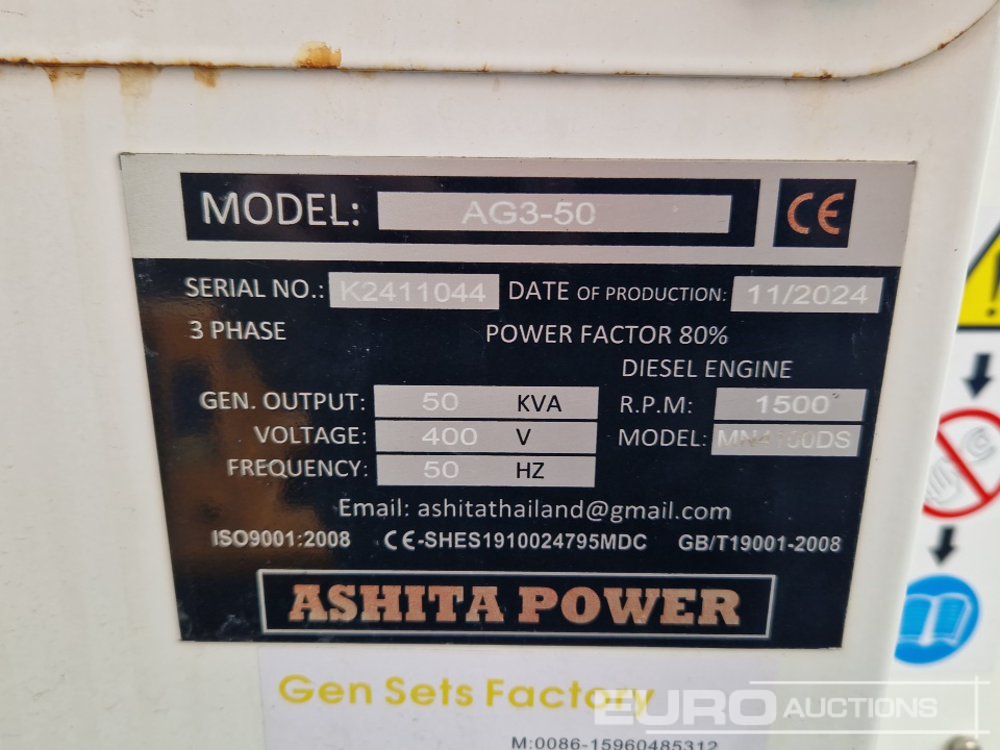 MODEL: AG3-50 CE
SERIAL NO.: K2411044 DATE OF PRODUCTION: 11/2024
3 PHASE POWER FACTOR 80%
DIESEL ENGINE
GEN. OUTPUT: 50 KVA R.P.M: 1500
VOLTAGE: 400 V MODEL: MN4100DS
FREQUENCY: 50 HZ
Email: ashitathailand@gmail.com
ISO9001:2008 CE-SHES1910024795MDC GB/T19001-2008
ASHITA POWER
Gen Sets Factory
EURO AUCTIONS
M:0086-15960485312